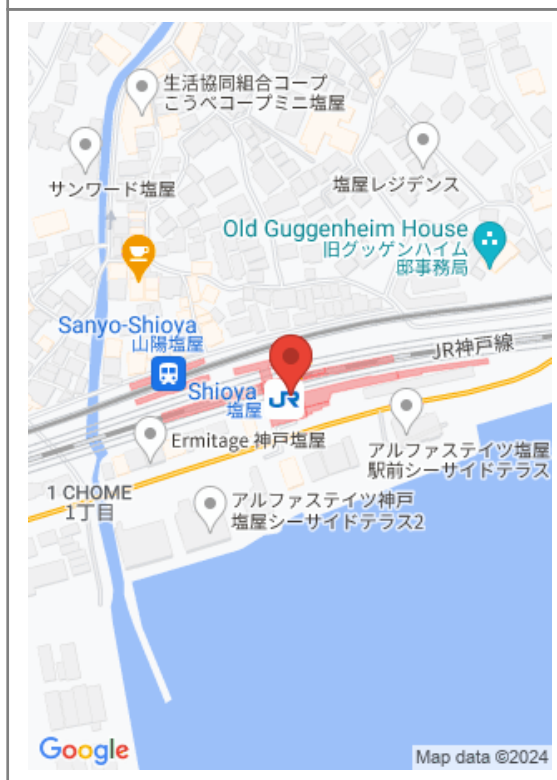 生活協同組合コープ
こうべコープミニ塩屋
サンワード塩屋
塩屋レジデンス
Old Guggenheim House
旧グッゲンハイム
邸事務局
Sanyo-Shioya
山陽塩屋
JR神戸線
Shioya
塩屋
JR
Ermitage 神戸塩屋
アルファステイツ塩屋
駅前シーサイドテラス
1 CHOME
1丁目
アルファステイツ神戸
塩屋シーサイドテラス2
Google
Map data ©2024